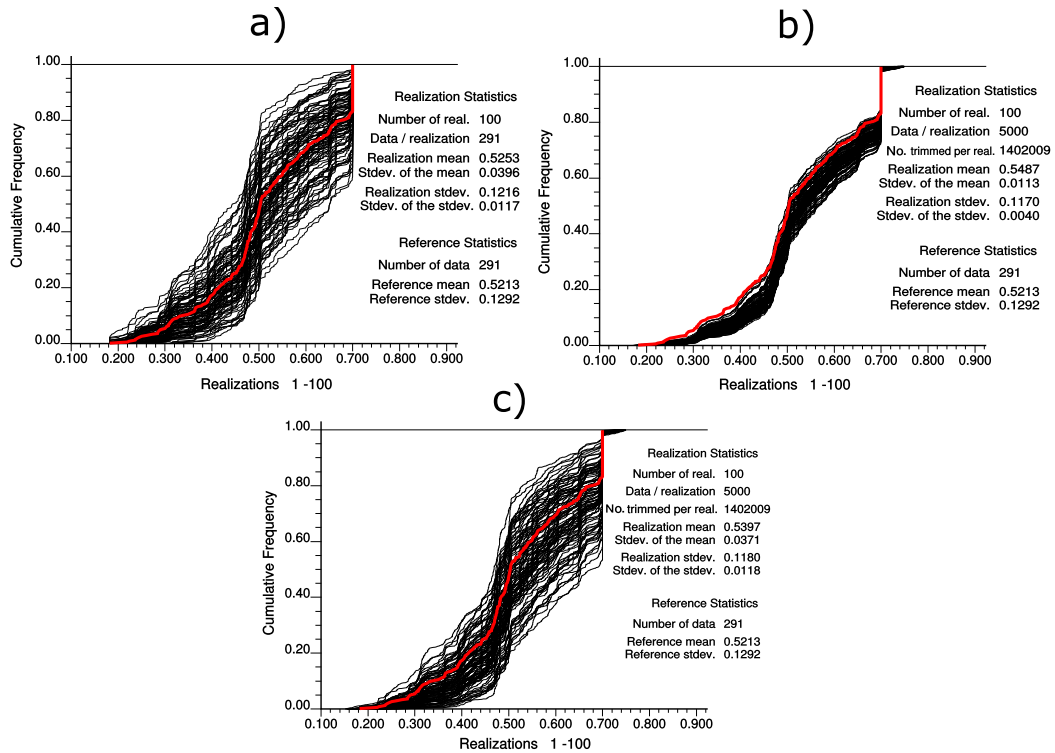 a)
1.00
0.80
0.60
0.40
0.20
0.00
Cumulative Frequency
0.100 0.200 0.300 0.400 0.500 0.600 0.700 0.800 0.900
Realizations 1 -100
Realization Statistics
Number of real. 100
Data / realization 291
Realization mean 0.5253
Stdev. of the mean 0.0396
Realization stdev. 0.1216
Stdev. of the stdev. 0.0117
Reference Statistics
Number of data 291
Reference mean 0.5213
Reference stdev. 0.1292
b)
1.00
0.80
0.60
0.40
0.20
0.00
Cumulative Frequency
0.100 0.200 0.300 0.400 0.500 0.600 0.700 0.800 0.900
Realizations 1 -100
Realization Statistics
Number of real. 100
Data / realization 5000
No. trimmed per real. 1402009
Realization mean 0.5487
Stdev. of the mean 0.0113
Realization stdev. 0.1170
Stdev. of the stdev. 0.0040
Reference Statistics
Number of data 291
Reference mean 0.5213
Reference stdev. 0.1292
c)
1.00
0.80
0.60
0.40
0.20
0.00
Cumulative Frequency
0.100 0.200 0.300 0.400 0.500 0.600 0.700 0.800 0.900
Realizations 1 -100
Realization Statistics
Number of real. 100
Data / realization 5000
No. trimmed per real. 1402009
Realization mean 0.5397
Stdev. of the mean 0.0371
Realization stdev. 0.1180
Stdev. of the stdev. 0.0118
Reference Statistics
Number of data 291
Reference mean 0.5213
Reference stdev. 0.1292